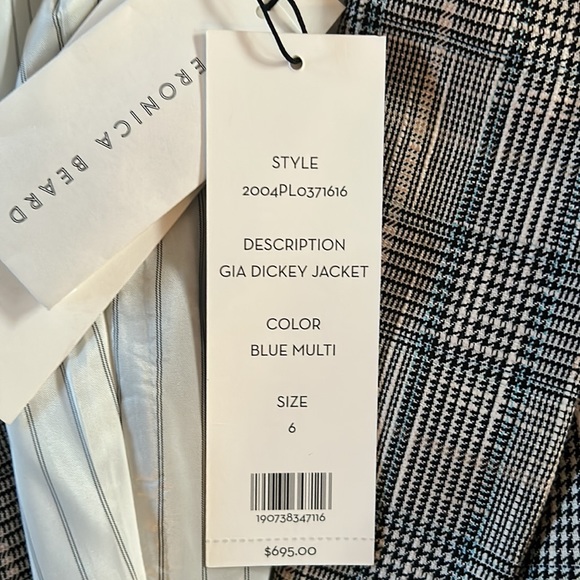 ERONICA BEARD
STYLE
2004PL0371616
DESCRIPTION
GIA DICKEY JACKET
COLOR
BLUE MULTI
SIZE
6
190738347116
$695.00